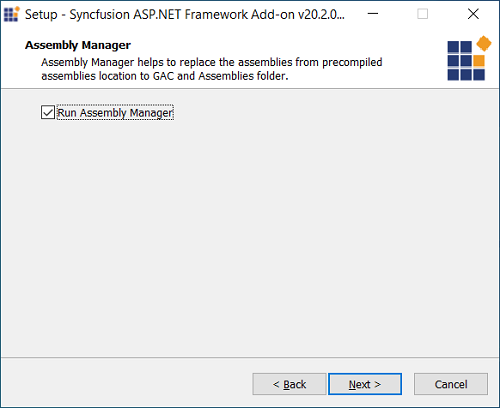 Setup - Syncfusion ASP.NET Framework Add-on v20.2.0...
Assembly Manager
Assembly Manager helps to replace the assemblies from precompiled
assemblies location to GAC and Assemblies folder.
Run Assembly Manager
< Back Next > Cancel